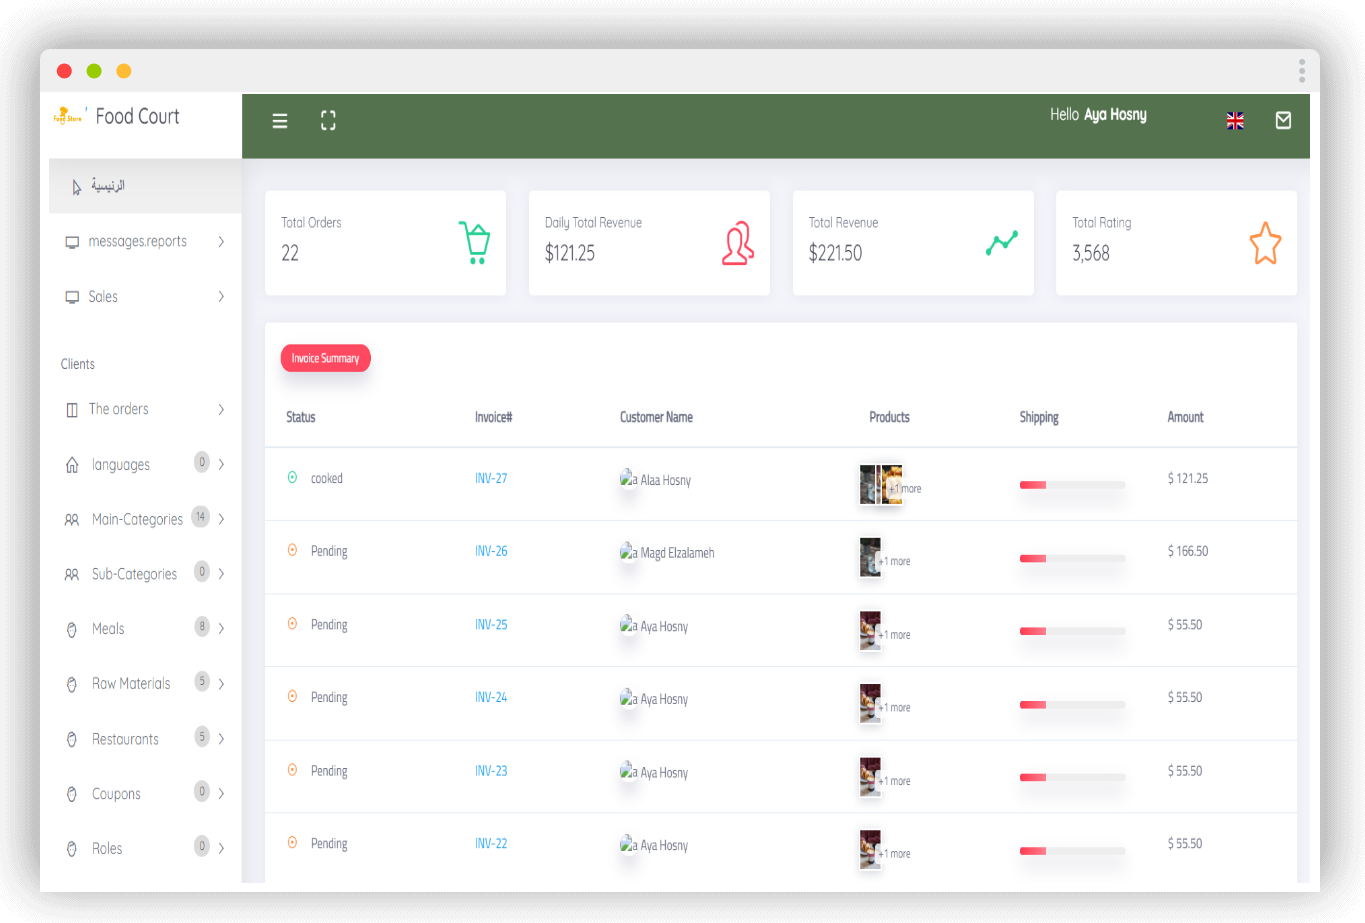 Food Store
Food Court
Hello Aya Hosny
الرئيسية
messages.reports
Sales
Clients
The orders
languages 0
Main-Categories 14
Sub-Categories 0
Meals 8
Raw Materials 5
Restaurants 5
Coupons 0
Roles 0
Total Orders
22
Daily Total Revenue
$121.25
Total Revenue
$221.50
Total Rating
3,568
Invoice Summary
Status Invoice# Customer Name Products Shipping Amount
cooked INV-27 a Alaa Hosny +1 more $ 121.25
Pending INV-26 a Magd Elzalameh +1 more $ 166.50
Pending INV-25 a Aya Hosny +1 more $ 55.50
Pending INV-24 a Aya Hosny +1 more $ 55.50
Pending INV-23 a Aya Hosny +1 more $ 55.50
Pending INV-22 a Aya Hosny +1 more $ 55.50